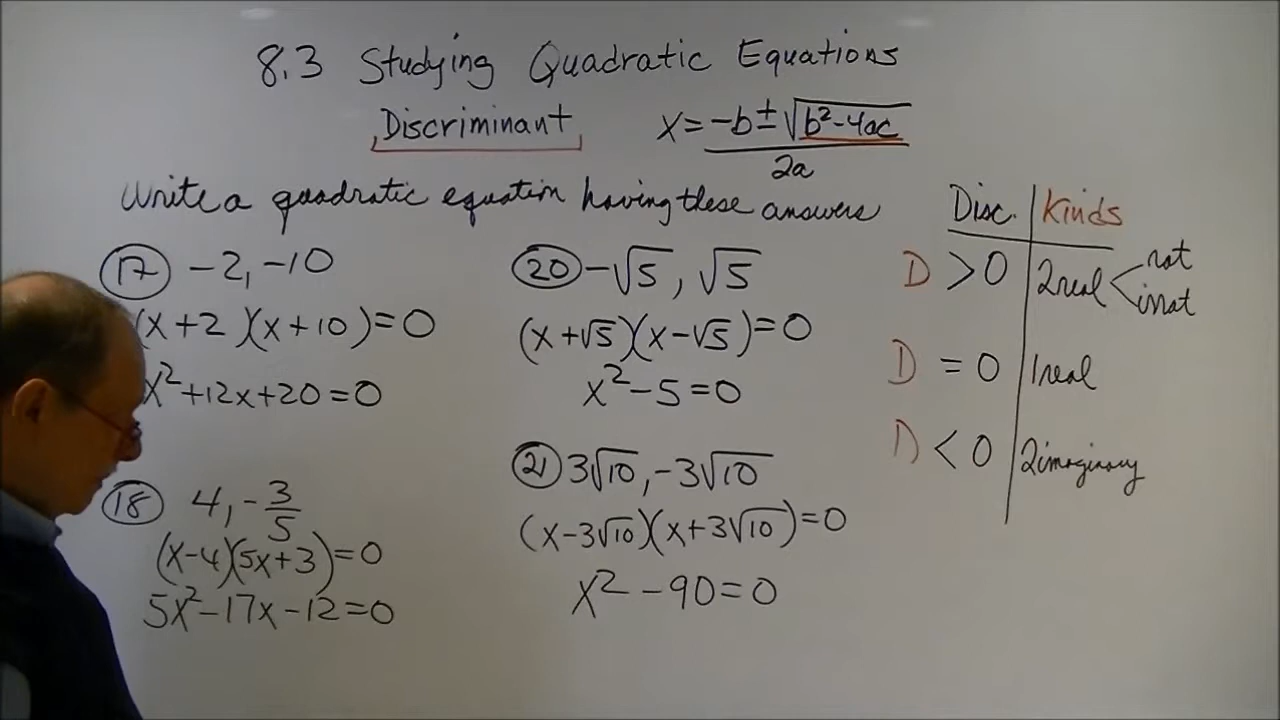 8.3 Studying Quadratic Equations
Discriminant
x = -b ± √b² - 4ac / 2a
Write a quadratic equation having these answers
17 -2, -10
(x + 2)(x + 10) = 0
x² + 12x + 20 = 0
18 4, -3/5
(x - 4)(5x + 3) = 0
5x² - 17x - 12 = 0
20 -√5, √5
(x + √5)(x - √5) = 0
x² - 5 = 0
21 3√10, -3√10
(x - 3√10)(x + 3√10) = 0
x² - 90 = 0
Disc. Kinds
D > 0 2 real < rat
irrat
D = 0 1 real
D < 0 2 imaginary